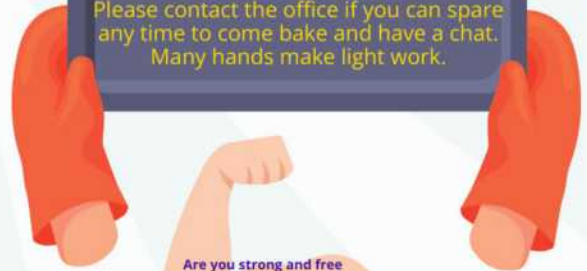 Please contact the office if you can spare
any time to come bake and have a chat.
Many hands make light work.
Are you strong and free